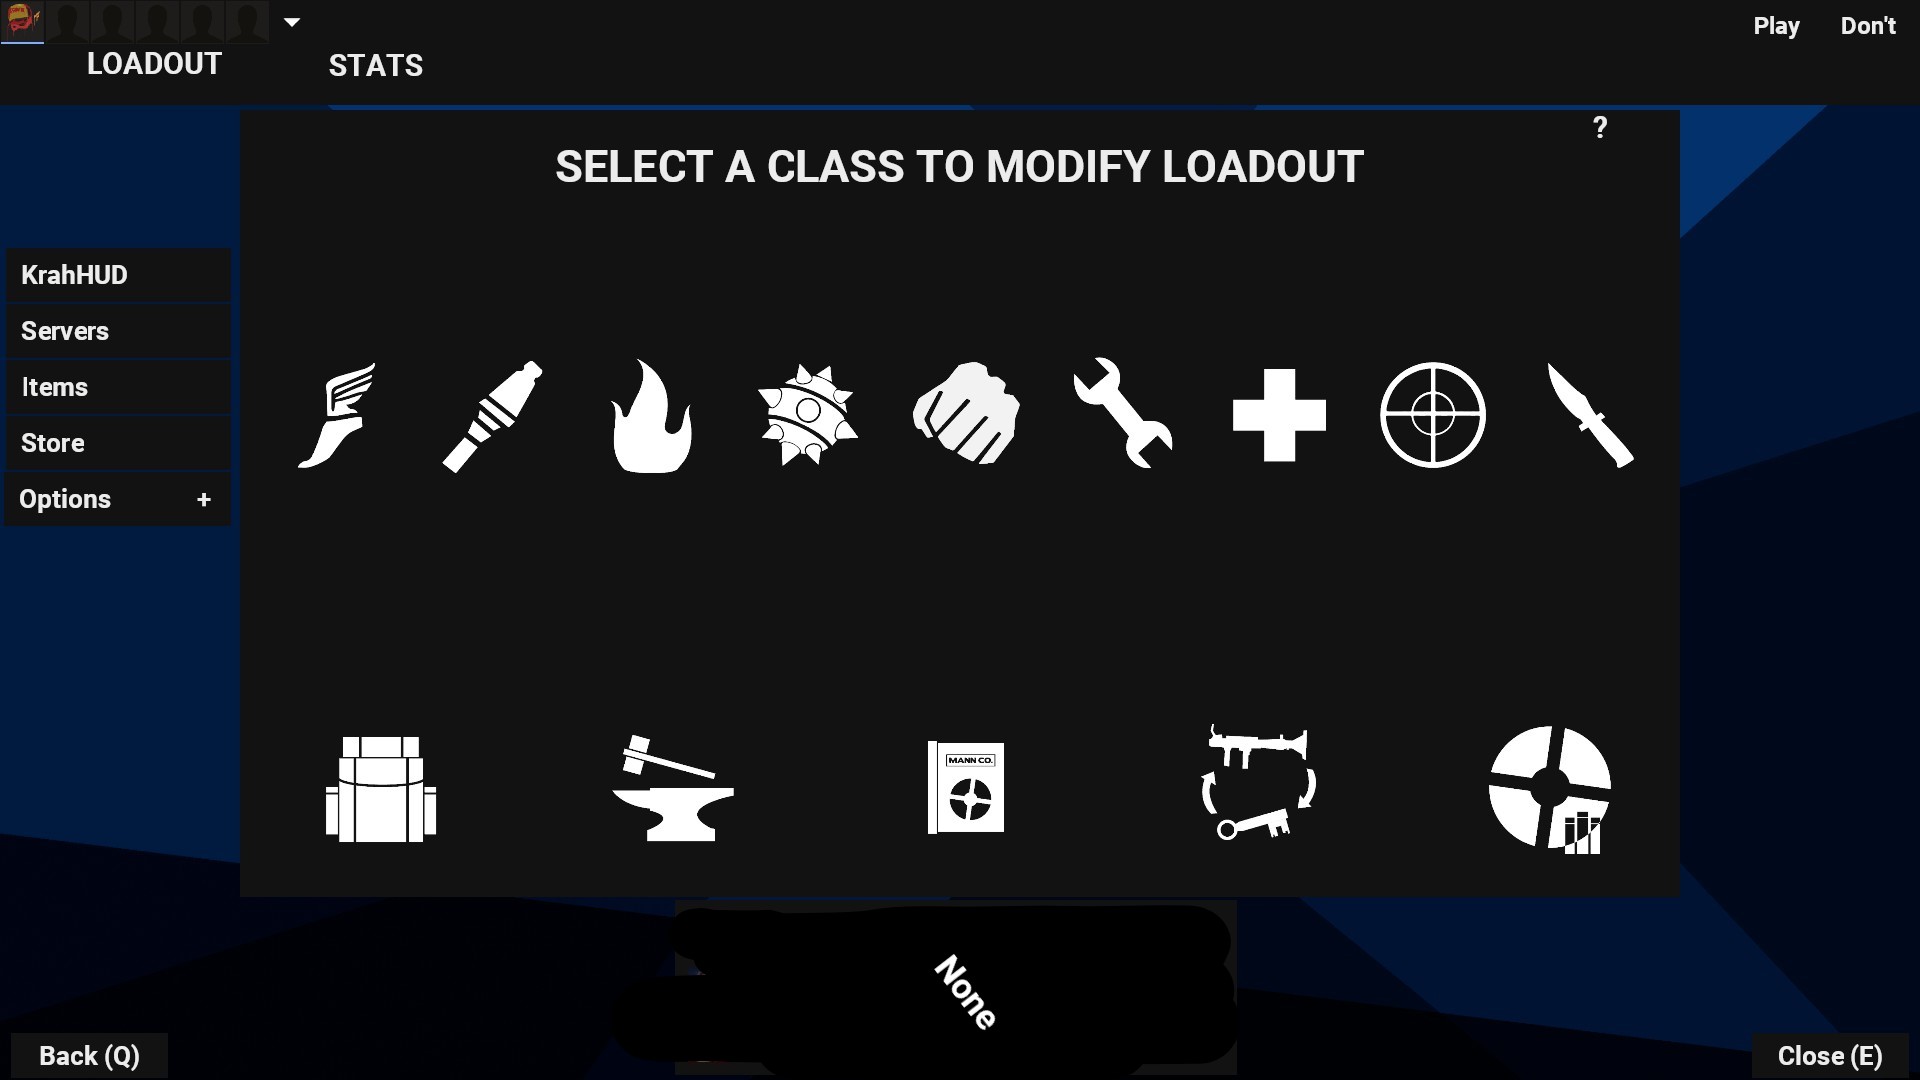 Play
Don't
LOADOUT
STATS
?
SELECT A CLASS TO MODIFY LOADOUT
KrahHUD
Servers
Items
Store
Options +
MANN CO.
None
Back (Q)
Close (E)